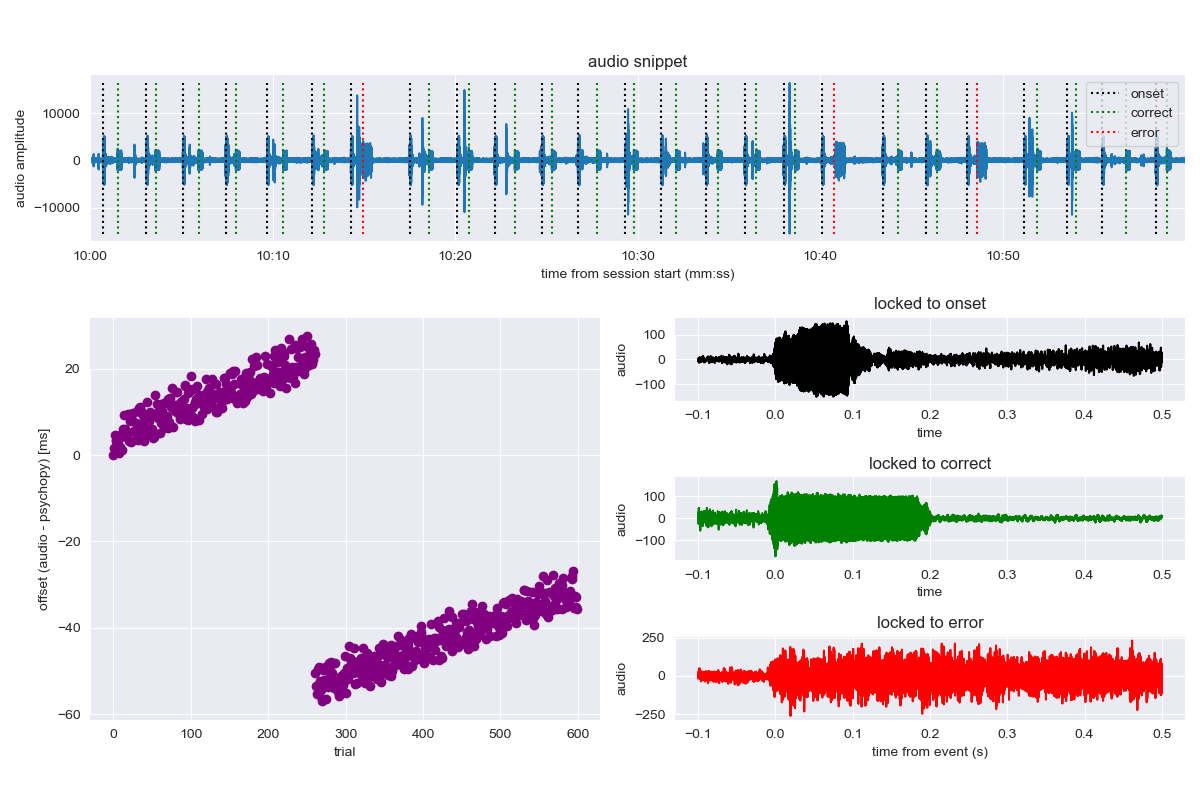 audio snippet
audio amplitude
10000
0
−10000
onset
correct
error
10:00 10:10 10:20 10:30 10:40 10:50
time from session start (mm:ss)
offset (audio - psychopy) [ms]
20
0
−20
−40
−60
0 100 200 300 400 500 600
trial
locked to onset
audio
100
0
−100
−0.1 0.0 0.1 0.2 0.3 0.4 0.5
time
locked to correct
audio
100
0
−100
−0.1 0.0 0.1 0.2 0.3 0.4 0.5
time
locked to error
audio
250
0
−250
−0.1 0.0 0.1 0.2 0.3 0.4 0.5
time from event (s)